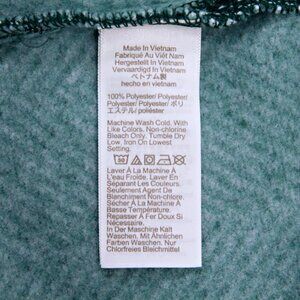 Made In Vietnam
Fabriqué Au Viêt Nam
Hergestellt In Vietnam
Vervaardigd In Vietnam
ベトナム製
hecho en vietnam
100% Polyester/ Polyester/ ポリ
エステル/ poliéster
Machine Wash Cold. With
Like Colors. Non-chlorine
Bleach Only. Tumble Dry
Low. Iron On Lowest
Setting.
30
Laver À La Machine À
L'eau Froide. Laver En
Separant Les Couleurs.
Seulement Agent De
Blanchiment Non-chlore.
Sécher À La Machine À
Basse Température.
Repasser À Fer Doux Si
Nécessaire.
In Der Maschine Kalt
Waschen. Mit Ähnlichen
Farben Waschen. Nur
Chlorfreies Bleichmittel